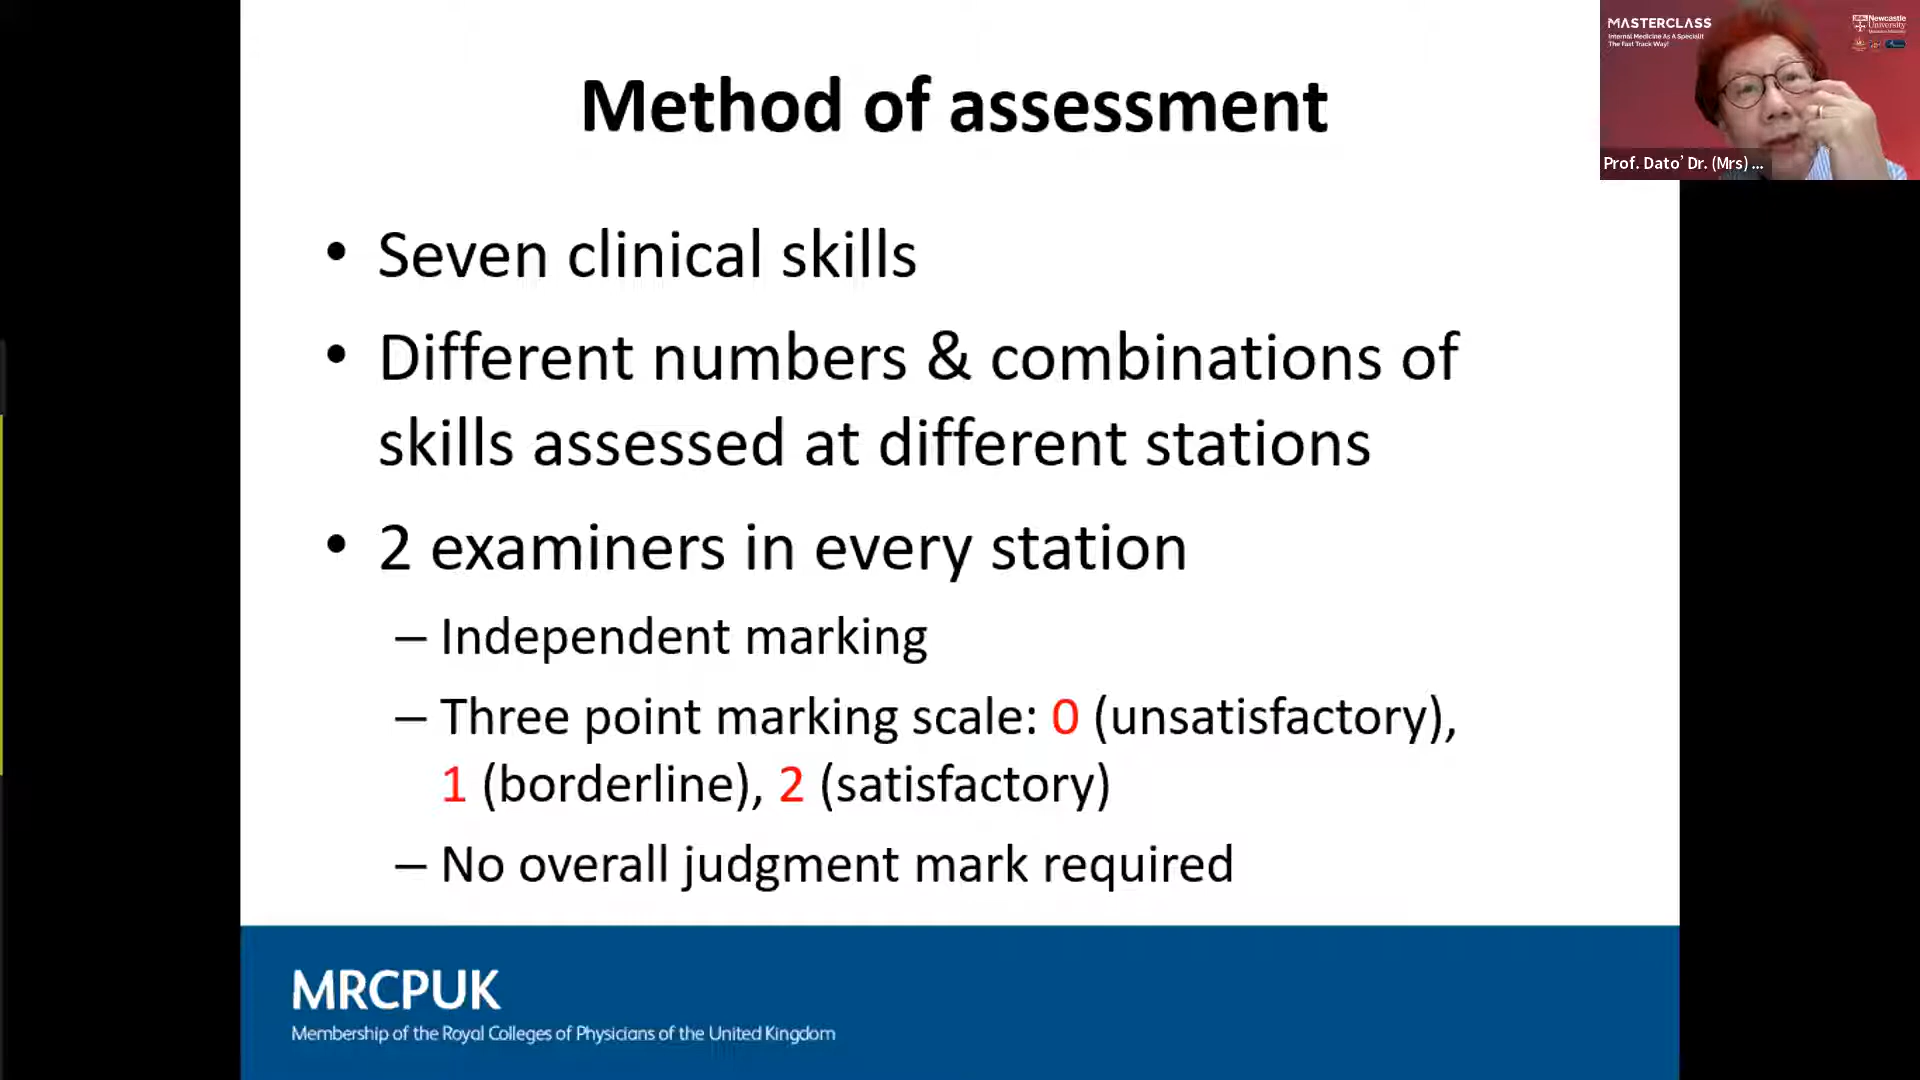 Method of assessment
• Seven clinical skills
• Different numbers & combinations of
skills assessed at different stations
• 2 examiners in every station
– Independent marking
– Three point marking scale: 0 (unsatisfactory),
1 (borderline), 2 (satisfactory)
– No overall judgment mark required
MRCPUK
Membership of the Royal Colleges of Physicians of the United Kingdom
MASTERCLASS
Internal Medicine As A Specialit
The Fast Track Way!
Newcastle
University
Prof. Dato’ Dr. (Mrs) ...